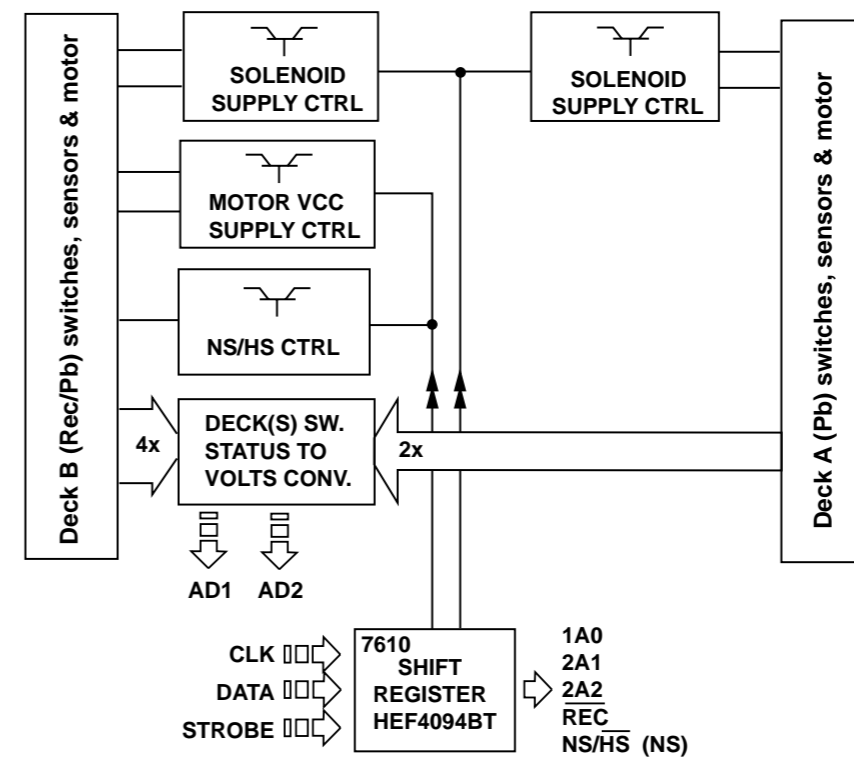 Deck B (Rec/Pb) switches, sensors & motor
SOLENOID
SUPPLY CTRL
SOLENOID
SUPPLY CTRL
Deck A (Pb) switches, sensors & motor
MOTOR VCC
SUPPLY CTRL
NS/HS CTRL
4x
DECK(S) SW.
STATUS TO
VOLTS CONV.
2x
AD1 AD2
CLK
DATA
STROBE
7610
SHIFT
REGISTER
HEF4094BT
1A0
2A1
2A2
REC
NS/HS (NS)